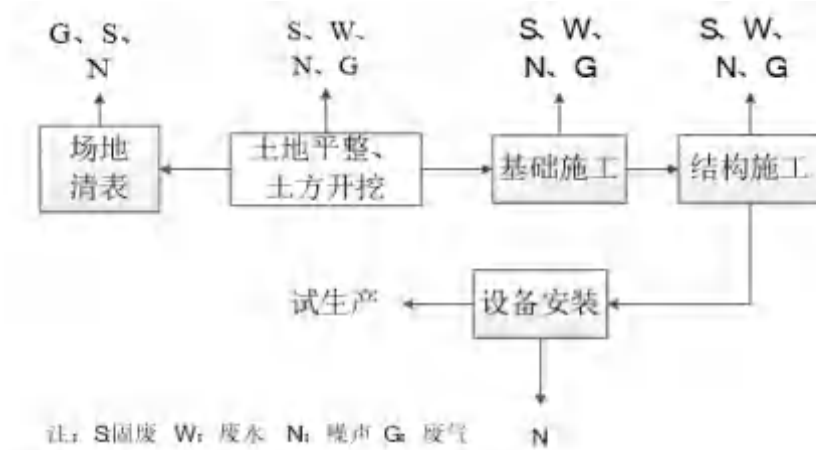 G、S、
N
S、W、
N、G
S、W、
N、G
S、W、
N、G
场地
清表
土地平整、
土方开挖
基础施工
结构施工
试生产
设备安装
注：S固废 W：废水 N：噪声 G：废气
N